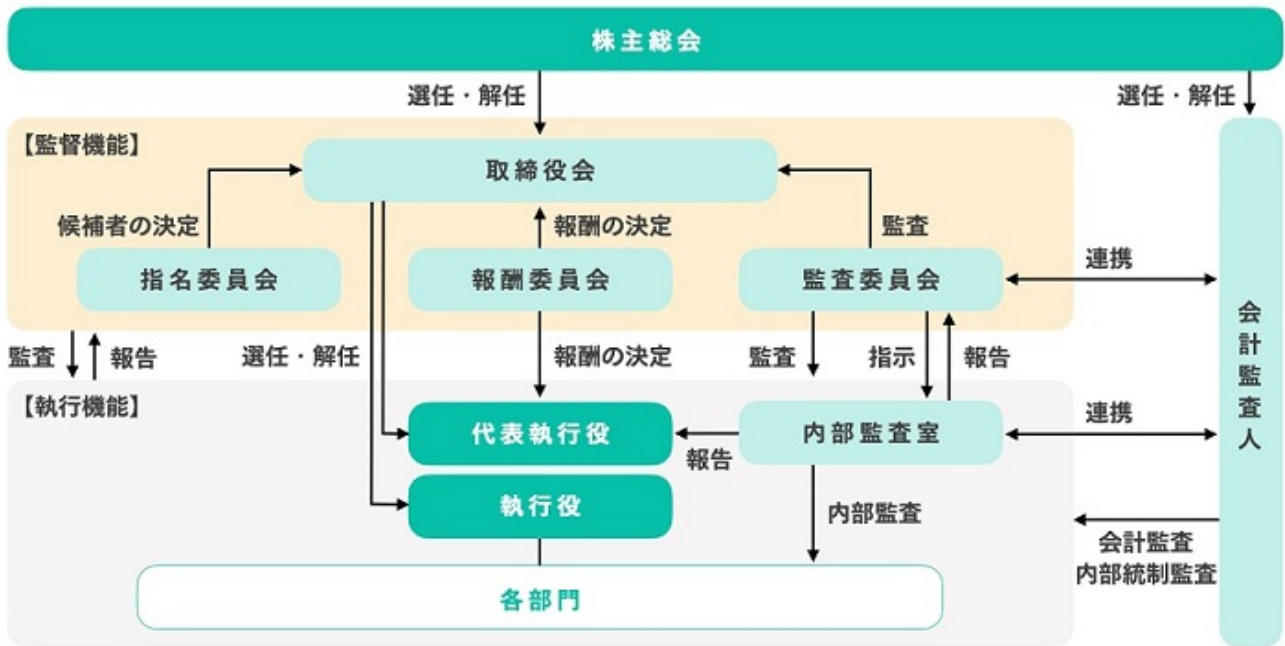 株主総会
選任・解任
選任・解任
【監督機能】
取締役会
候補者の決定
報酬の決定
監査
指名委員会
報酬委員会
監査委員会
連携
監査
報告
選任・解任
報酬の決定
監査
指示
報告
【執行機能】
代表執行役
報告
内部監査室
連携
執行役
内部監査
会計監査
内部統制監査
各部門
会計監査人